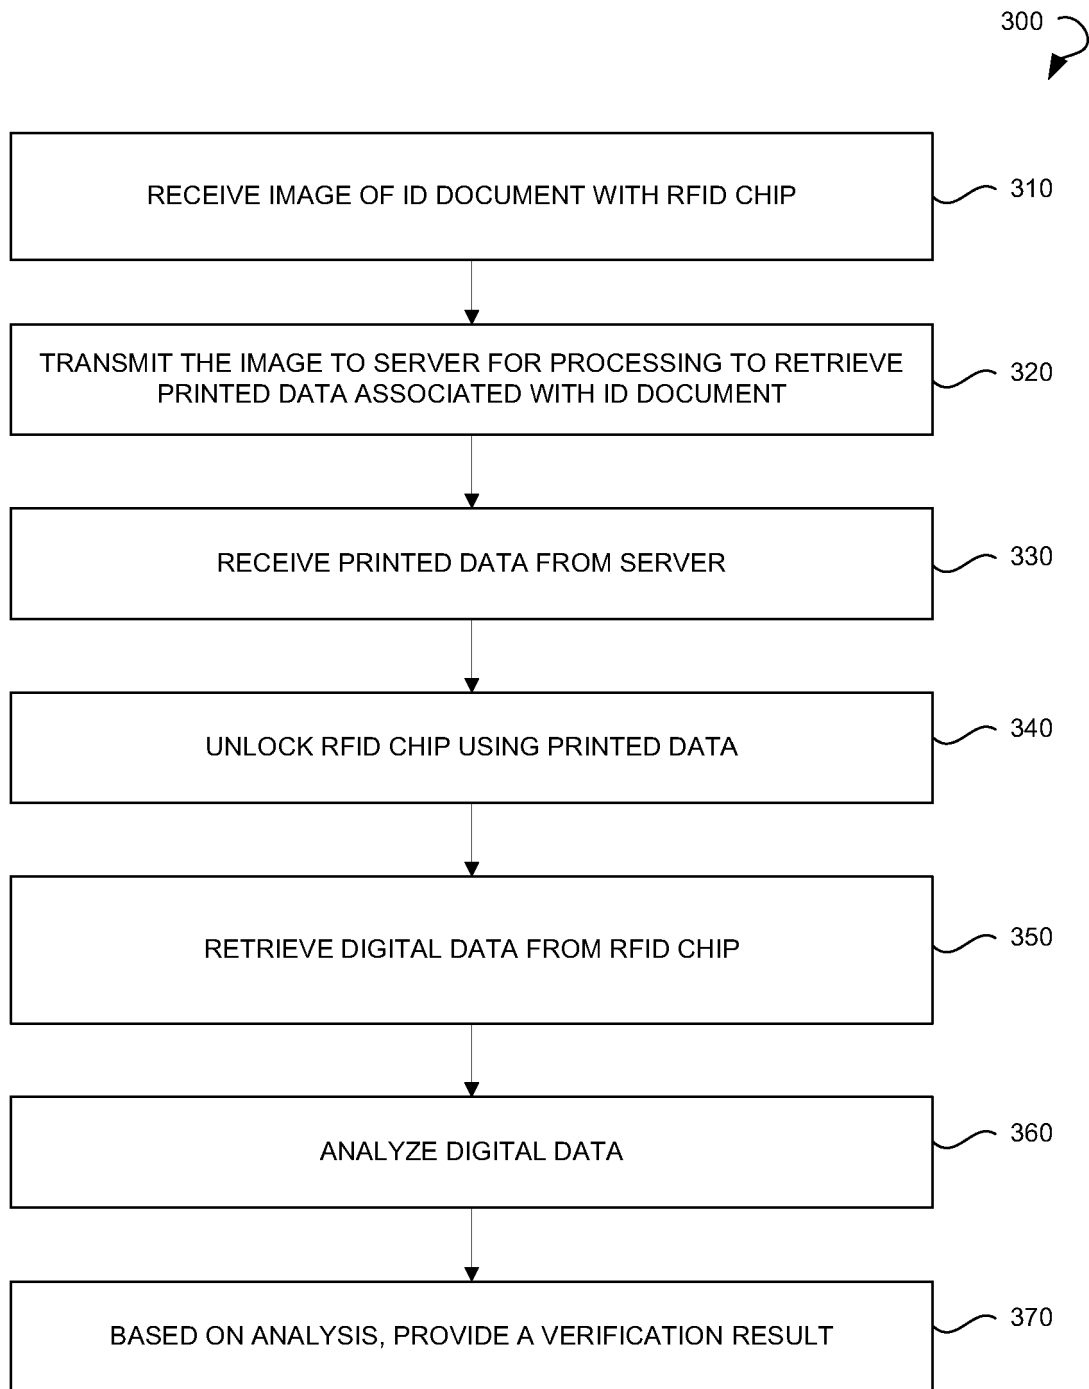 300
RECEIVE IMAGE OF ID DOCUMENT WITH RFID CHIP
310
TRANSMIT THE IMAGE TO SERVER FOR PROCESSING TO RETRIEVE
PRINTED DATA ASSOCIATED WITH ID DOCUMENT
320
RECEIVE PRINTED DATA FROM SERVER
330
UNLOCK RFID CHIP USING PRINTED DATA
340
RETRIEVE DIGITAL DATA FROM RFID CHIP
350
ANALYZE DIGITAL DATA
360
BASED ON ANALYSIS, PROVIDE A VERIFICATION RESULT
370